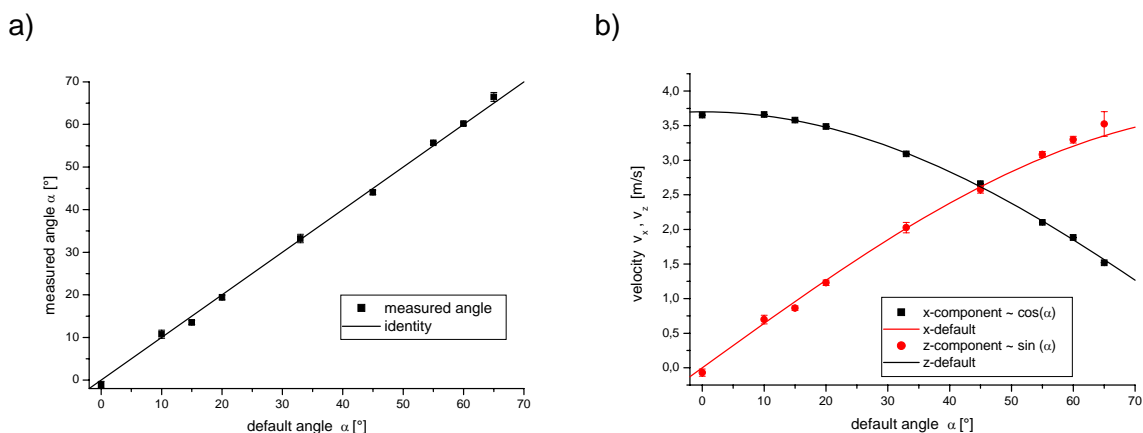 a)
measured angle α [°]
70
60
50
40
30
20
10
0
0 10 20 30 40 50 60 70
default angle α [°]
measured angle
identity
b)
velocity v_x, v_z [m/s]
4,0
3,5
3,0
2,5
2,0
1,5
1,0
0,5
0,0
0 10 20 30 40 50 60 70
default angle α [°]
x-component ~ cos(α)
x-default
z-component ~ sin (α)
z-default